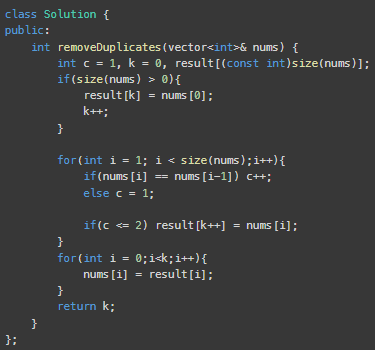 class Solution {
public:
    int removeDuplicates(vector<int>& nums) {
        int c = 1, k = 0, result[(const int)size(nums)];
        if(size(nums) > 0){
            result[k] = nums[0];
            k++;
        }

        for(int i = 1; i < size(nums);i++){
            if(nums[i] == nums[i-1]) c++;
            else c = 1;

            if(c <= 2) result[k++] = nums[i];
        }
        for(int i = 0;i<k;i++){
            nums[i] = result[i];
        }
        return k;
    }
};